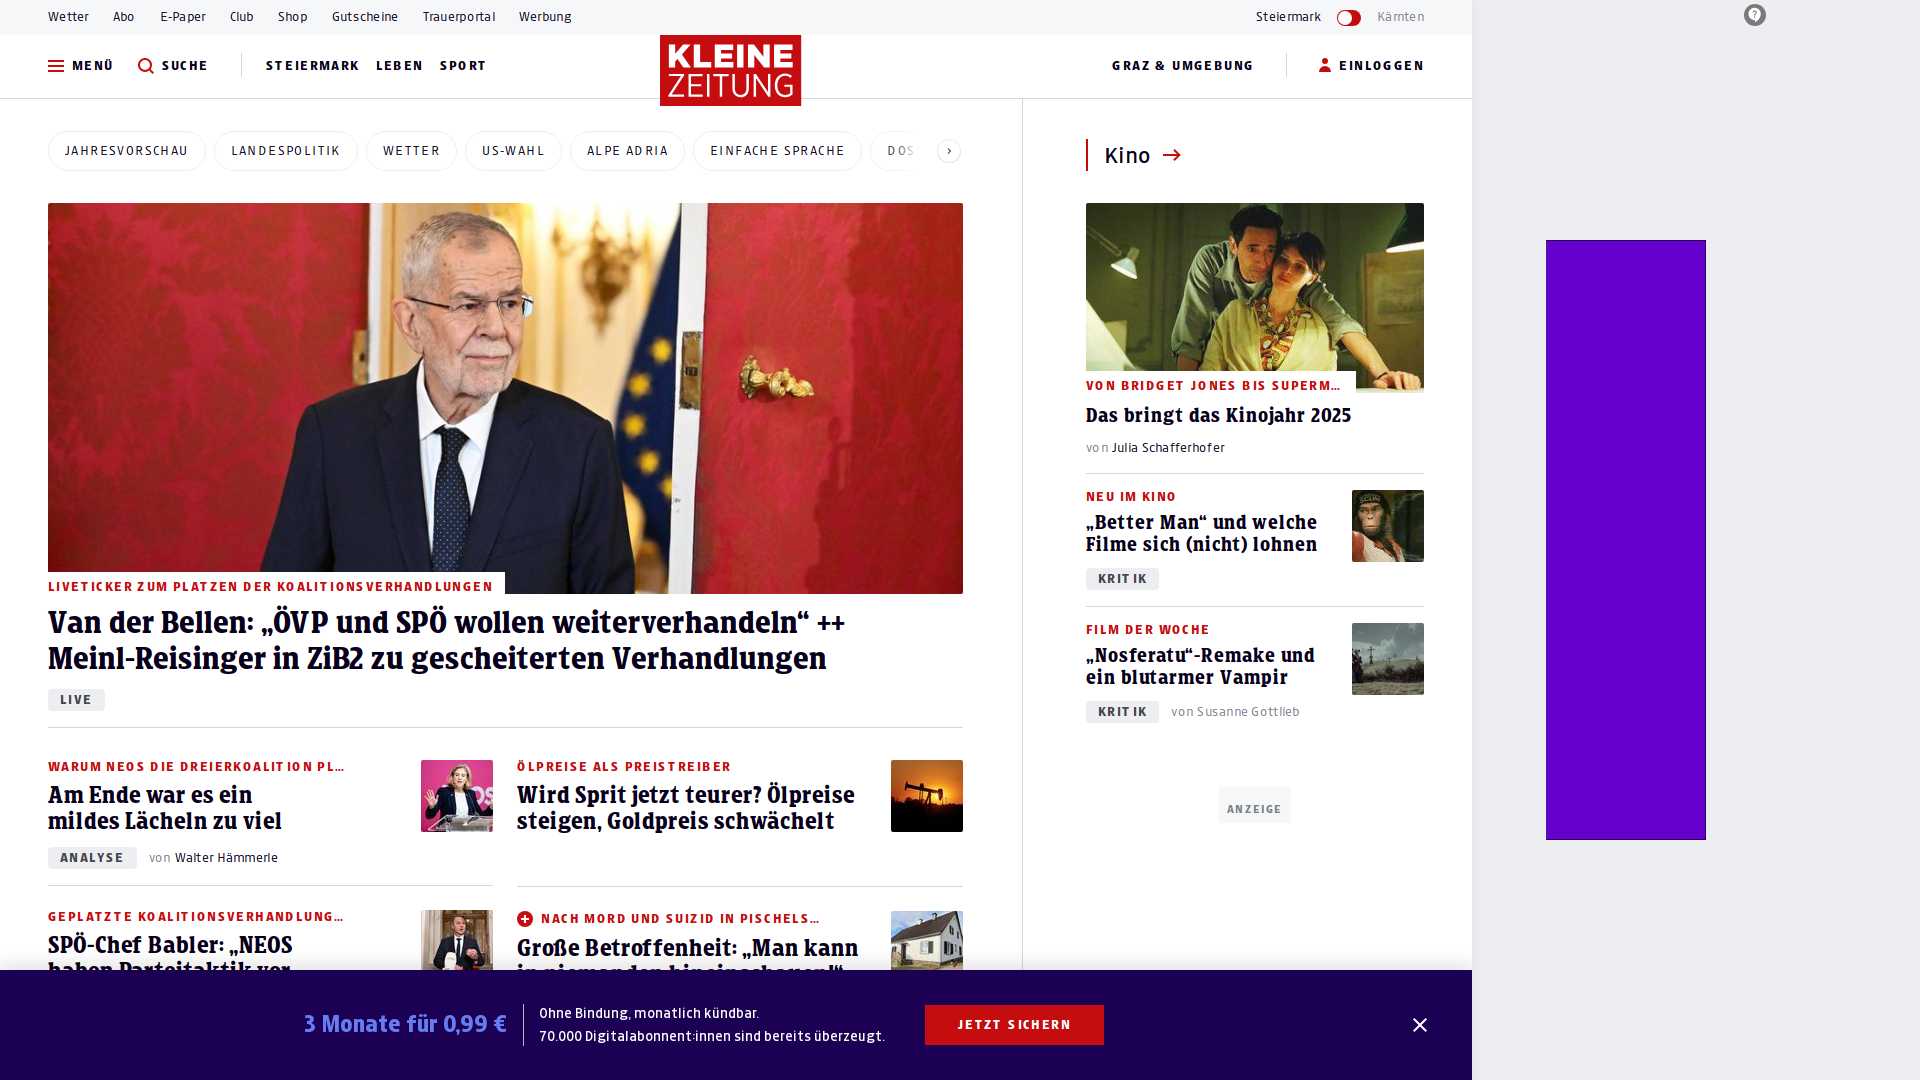 Wetter Abo E-Paper Club Shop Gutscheine Trauerportal Werbung
Steiermark Kärnten
MENÜ SUCHE STEIERMARK LEBEN SPORT
KLEINE
ZEITUNG
GRAZ & UMGEBUNG EINLOGGEN
JAHRESVORSCHAU LANDESPOLITIK WETTER US-WAHL ALPE ADRIA EINFACHE SPRACHE DOS
LIVETICKER ZUM PLATZEN DER KOALITIONSVERHANDLUNGEN
Van der Bellen: „ÖVP und SPÖ wollen weiterverhandeln“ ++
Meinl-Reisinger in ZiB2 zu gescheiterten Verhandlungen
LIVE
WARUM NEOS DIE DREIERKOALITION PL…
Am Ende war es ein
mildes Lächeln zu viel
ANALYSE von Walter Hämmerle
ÖLPREISE ALS PREISTREIBER
Wird Sprit jetzt teurer? Ölpreise
steigen, Goldpreis schwächelt
GEPLATZTE KOALITIONSVERHANDLUNG…
SPÖ-Chef Babler: „NEOS
haben Parteitaktik vor
NACH MORD UND SUIZID IN PISCHELS…
Große Betroffenheit: „Man kann
in niemanden hineinschauen!“
Kino
VON BRIDGET JONES BIS SUPERM…
Das bringt das Kinojahr 2025
von Julia Schafferhofer
NEU IM KINO
„Better Man“ und welche
Filme sich (nicht) lohnen
KRITIK
FILM DER WOCHE
„Nosferatu“-Remake und
ein blutarmer Vampir
KRITIK von Susanne Gottlieb
ANZEIGE
3 Monate für 0,99 €
Ohne Bindung, monatlich kündbar.
70.000 Digitalabonnent:innen sind bereits überzeugt.
JETZT SICHERN